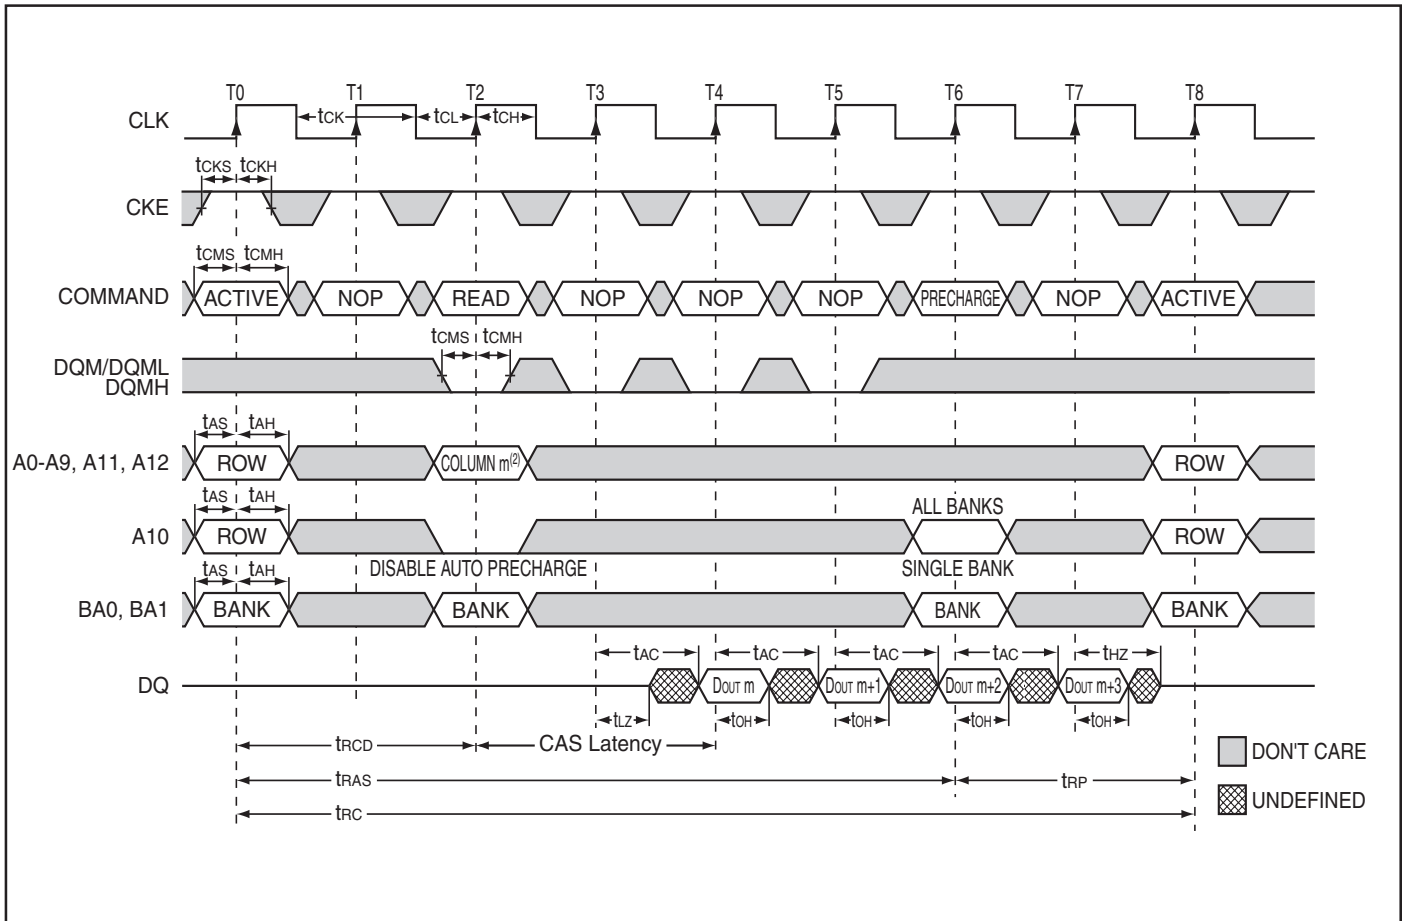 T0 T1 T2 T3 T4 T5 T6 T7 T8
CLK tCK tCL tCH
tCKS tCKH
CKE
tCMS tCMH
COMMAND ACTIVE NOP READ NOP NOP NOP PRECHARGE NOP ACTIVE
tCMS tCMH
DQM/DQML
DQMH
tAS tAH
A0-A9, A11, A12 ROW COLUMN m(2) ROW
tAS tAH ALL BANKS
A10 ROW ROW
DISABLE AUTO PRECHARGE SINGLE BANK
tAS tAH
BA0, BA1 BANK BANK BANK BANK
tAC tAC tAC tAC tHZ
DQ DOUT m DOUT m+1 DOUT m+2 DOUT m+3
tLZ tOH tOH tOH tOH
tRCD CAS Latency
DON'T CARE
tRAS tRP
UNDEFINED
tRC